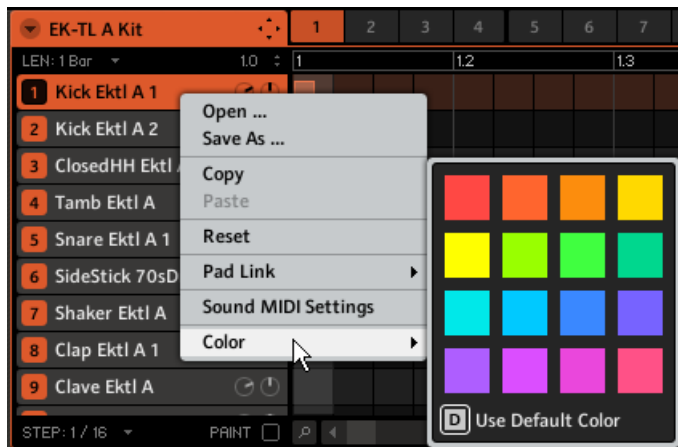 EK-TL A Kit
1 2 3 4 5 6 7
LEN: 1 Bar 1.0 1 1.2 1.3
1 Kick Ektl A 1
2 Kick Ektl A 2
3 ClosedHH Ektl
4 Tamb Ektl A
5 Snare Ektl A 1
6 SideStick 70sD
7 Shaker Ektl A
8 Clap Ektl A 1
9 Clave Ektl A
STEP: 1 / 16 PAINT
Open ...
Save As ...
Copy
Paste
Reset
Pad Link
Sound MIDI Settings
Color
D Use Default Color